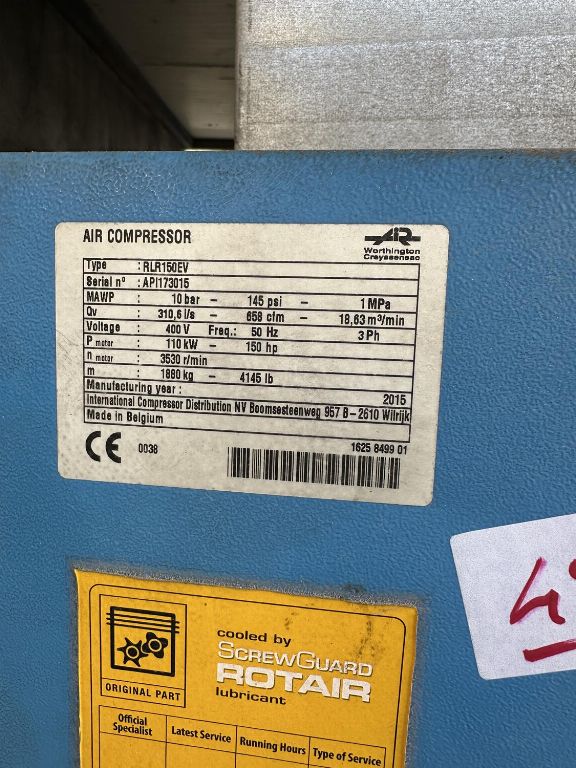 AIR COMPRESSOR
AIR
Worthington
Creyssensac
Type : RLR150EV
Serial n° : API173015
MAWP 10 bar – 145 psi – 1 MPa
Qv 310,6 l/s – 658 cfm – 18,63 m³/min
Voltage 400 V Freq.: 50 Hz 3 Ph
P motor 110 kW – 150 hp
n motor 3530 r/min
m 1880 kg – 4145 lb
Manufacturing year : 2015
International Compressor Distribution NV Boomsesteenweg 957 B – 2610 Wilrijk
Made in Belgium
CE 0038
1625 8499 01
cooled by
SCREWGUARD
ROTAIR
lubricant
ORIGINAL PART
Official Specialist
Latest Service
Running Hours
Type of Service